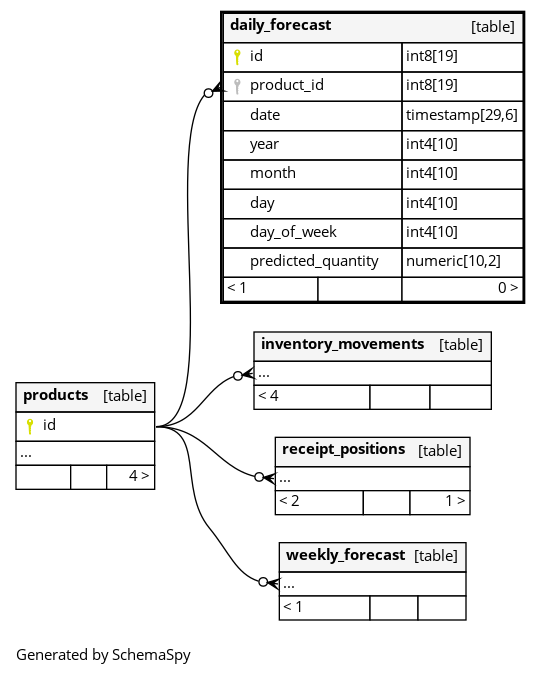 daily_forecast [table]
id int8[19]
product_id int8[19]
date timestamp[29,6]
year int4[10]
month int4[10]
day int4[10]
day_of_week int4[10]
predicted_quantity numeric[10,2]
< 1 0 >
inventory_movements [table]
...
< 4
products [table]
id
...
4 >
receipt_positions [table]
...
< 2 1 >
weekly_forecast [table]
...
< 1
Generated by SchemaSpy